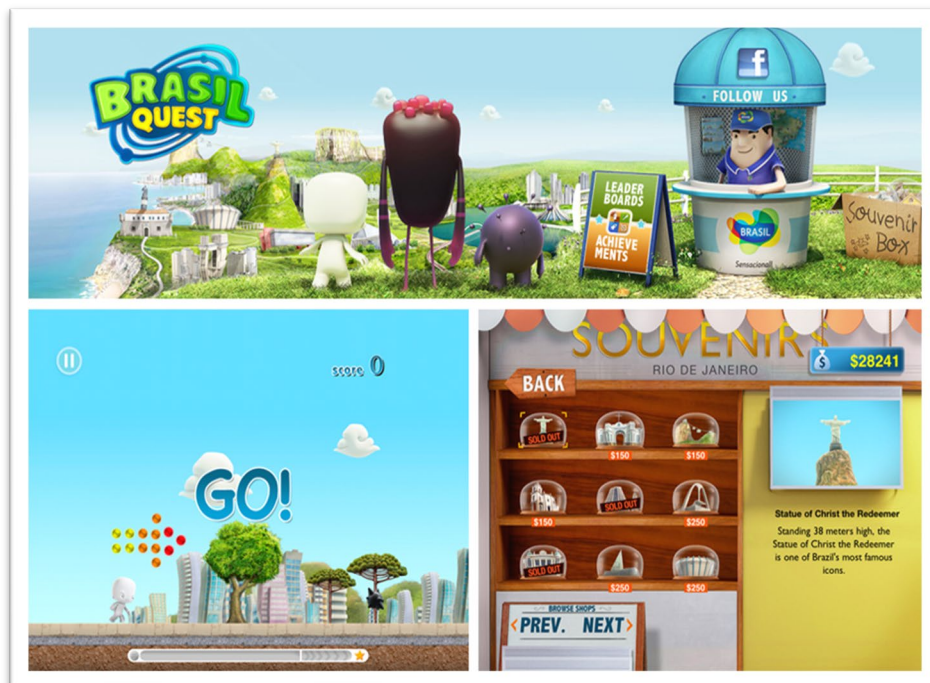 BRASIL
QUEST
f
FOLLOW US
LEADER
BOARDS
ACHIEVE
MENTS
BRASIL
Sensacional!
Souvenir
Box
score 0
GO!
SOUVENIRS
RIO DE JANEIRO
$ $28241
BACK
SOLD OUT
$150 $150
SOLD OUT
$150 $250
SOLD OUT
$250 $250
Statue of Christ the Redeemer
Standing 38 meters high, the
Statue of Christ the Redeemer
is one of Brazil's most famous
icons.
BROWSE SHOPS
PREV. NEXT